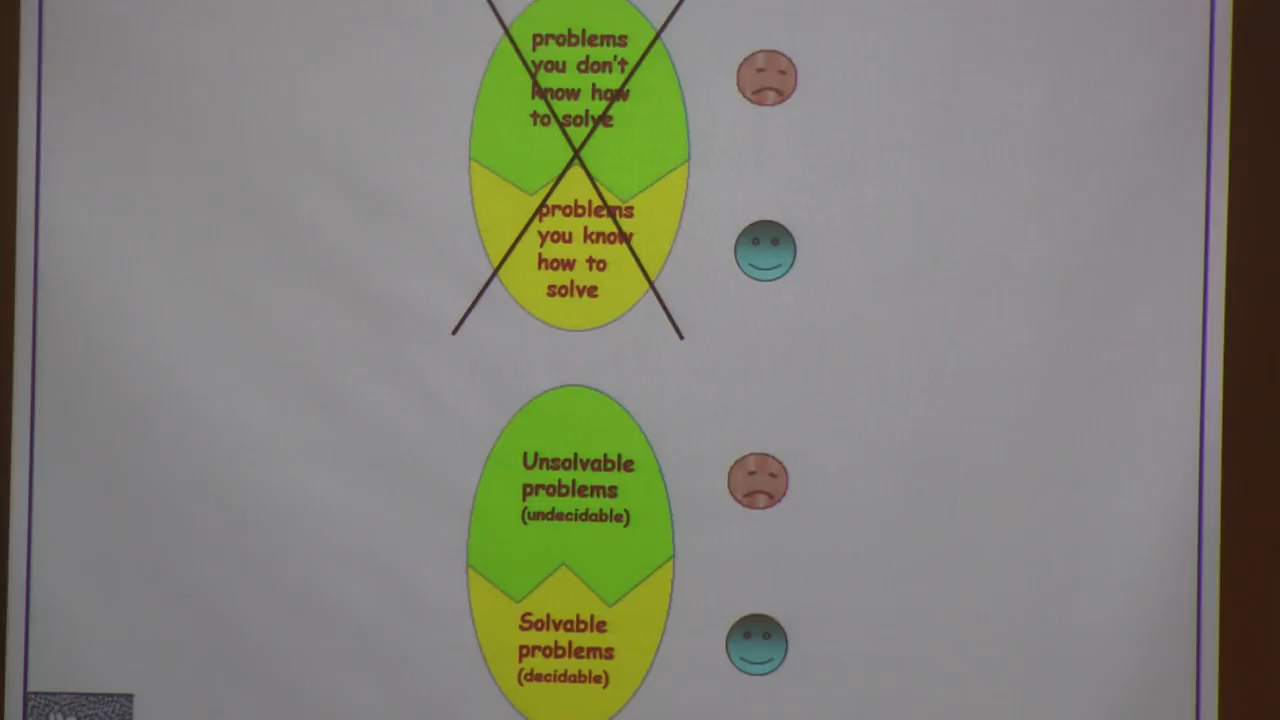 problems
you don't
know how
to solve
problems
you know
how to
solve
Unsolvable
problems
(undecidable)
Solvable
problems
(decidable)